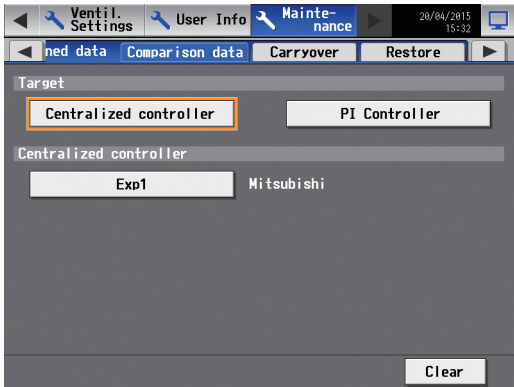 Ventil. Settings
User Info
Mainte- nance
20/04/2015
15:32
ned data
Comparison data
Carryover
Restore
Target
Centralized controller
PI Controller
Centralized controller
Exp1
Mitsubishi
Clear